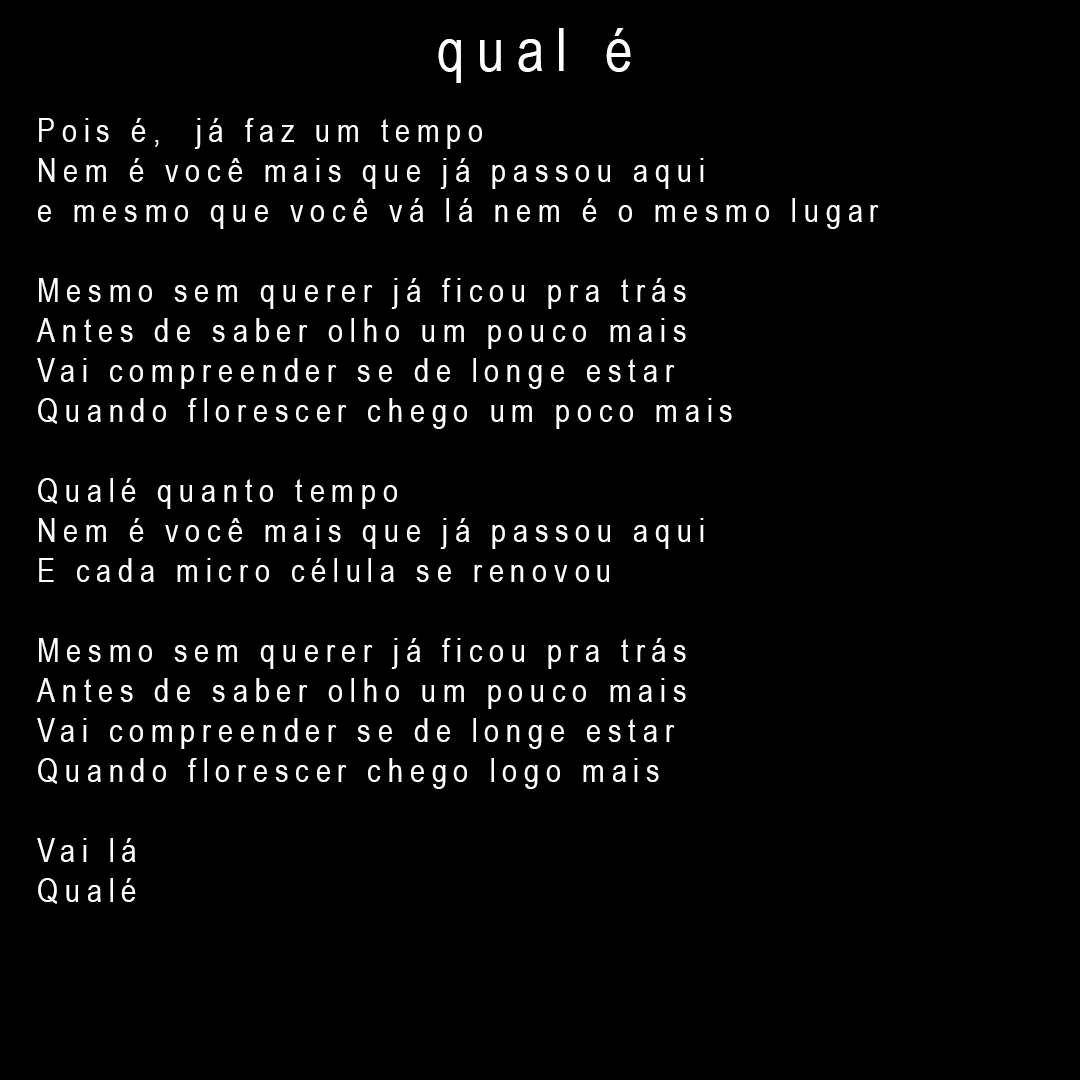 qual é
Pois é,  já faz um tempo
Nem é você mais que já passou aqui
e mesmo que você vá lá nem é o mesmo lugar
Mesmo sem querer já ficou pra trás
Antes de saber olho um pouco mais
Vai compreender se de longe estar
Quando florescer chego um poco mais
Qualé quanto tempo
Nem é você mais que já passou aqui
E cada micro célula se renovou
Mesmo sem querer já ficou pra trás
Antes de saber olho um pouco mais
Vai compreender se de longe estar
Quando florescer chego logo mais
Vai lá
Qualé